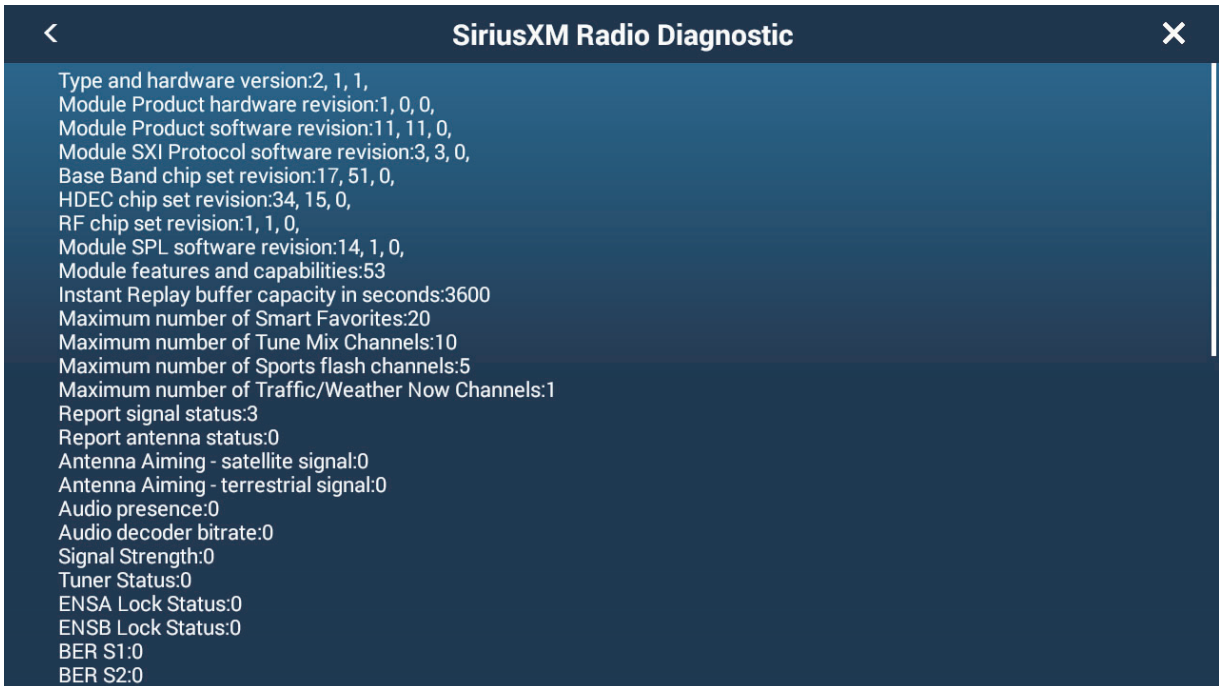 SiriusXM Radio Diagnostic
Type and hardware version:2, 1, 1,
Module Product hardware revision:1, 0, 0,
Module Product software revision:11, 11, 0,
Module SXI Protocol software revision:3, 3, 0,
Base Band chip set revision:17, 51, 0,
HDEC chip set revision:34, 15, 0,
RF chip set revision:1, 1, 0,
Module SPL software revision:14, 1, 0,
Module features and capabilities:53
Instant Replay buffer capacity in seconds:3600
Maximum number of Smart Favorites:20
Maximum number of Tune Mix Channels:10
Maximum number of Sports flash channels:5
Maximum number of Traffic/Weather Now Channels:1
Report signal status:3
Report antenna status:0
Antenna Aiming - satellite signal:0
Antenna Aiming - terrestrial signal:0
Audio presence:0
Audio decoder bitrate:0
Signal Strength:0
Tuner Status:0
ENSA Lock Status:0
ENSB Lock Status:0
BER S1:0
BER S2:0